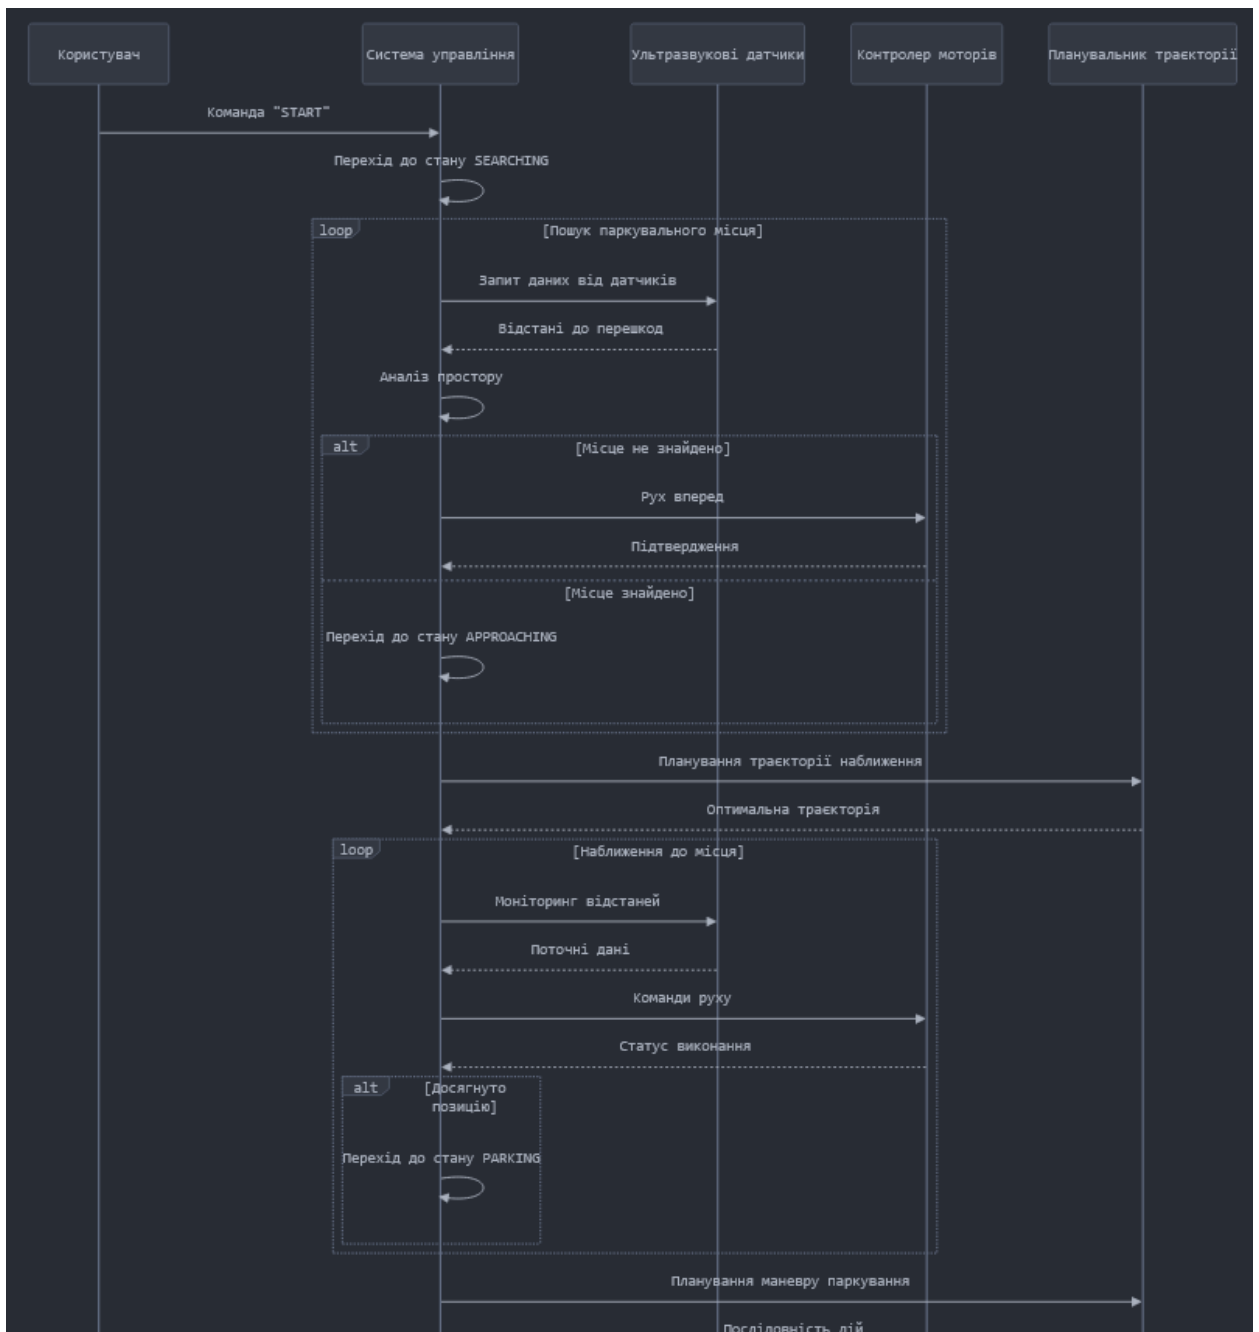 Користувач
Система управління
Ультразвукові датчики
Контролер моторів
Планувальник траєкторії
Команда "START"
Перехід до стану SEARCHING
loop
[Пошук паркувального місця]
Запит даних від датчиків
Відстані до перешкод
Аналіз простору
alt
[Місце не знайдено]
Рух вперед
Підтвердження
[Місце знайдено]
Перехід до стану APPROACHING
Планування траєкторії наближення
Оптимальна траєкторія
loop
[Наближення до місця]
Моніторинг відстаней
Поточні дані
Команди руху
Статус виконання
alt
[Досягнуто
позицію]
Перехід до стану PARKING
Планування маневру паркування
Послідовність дій